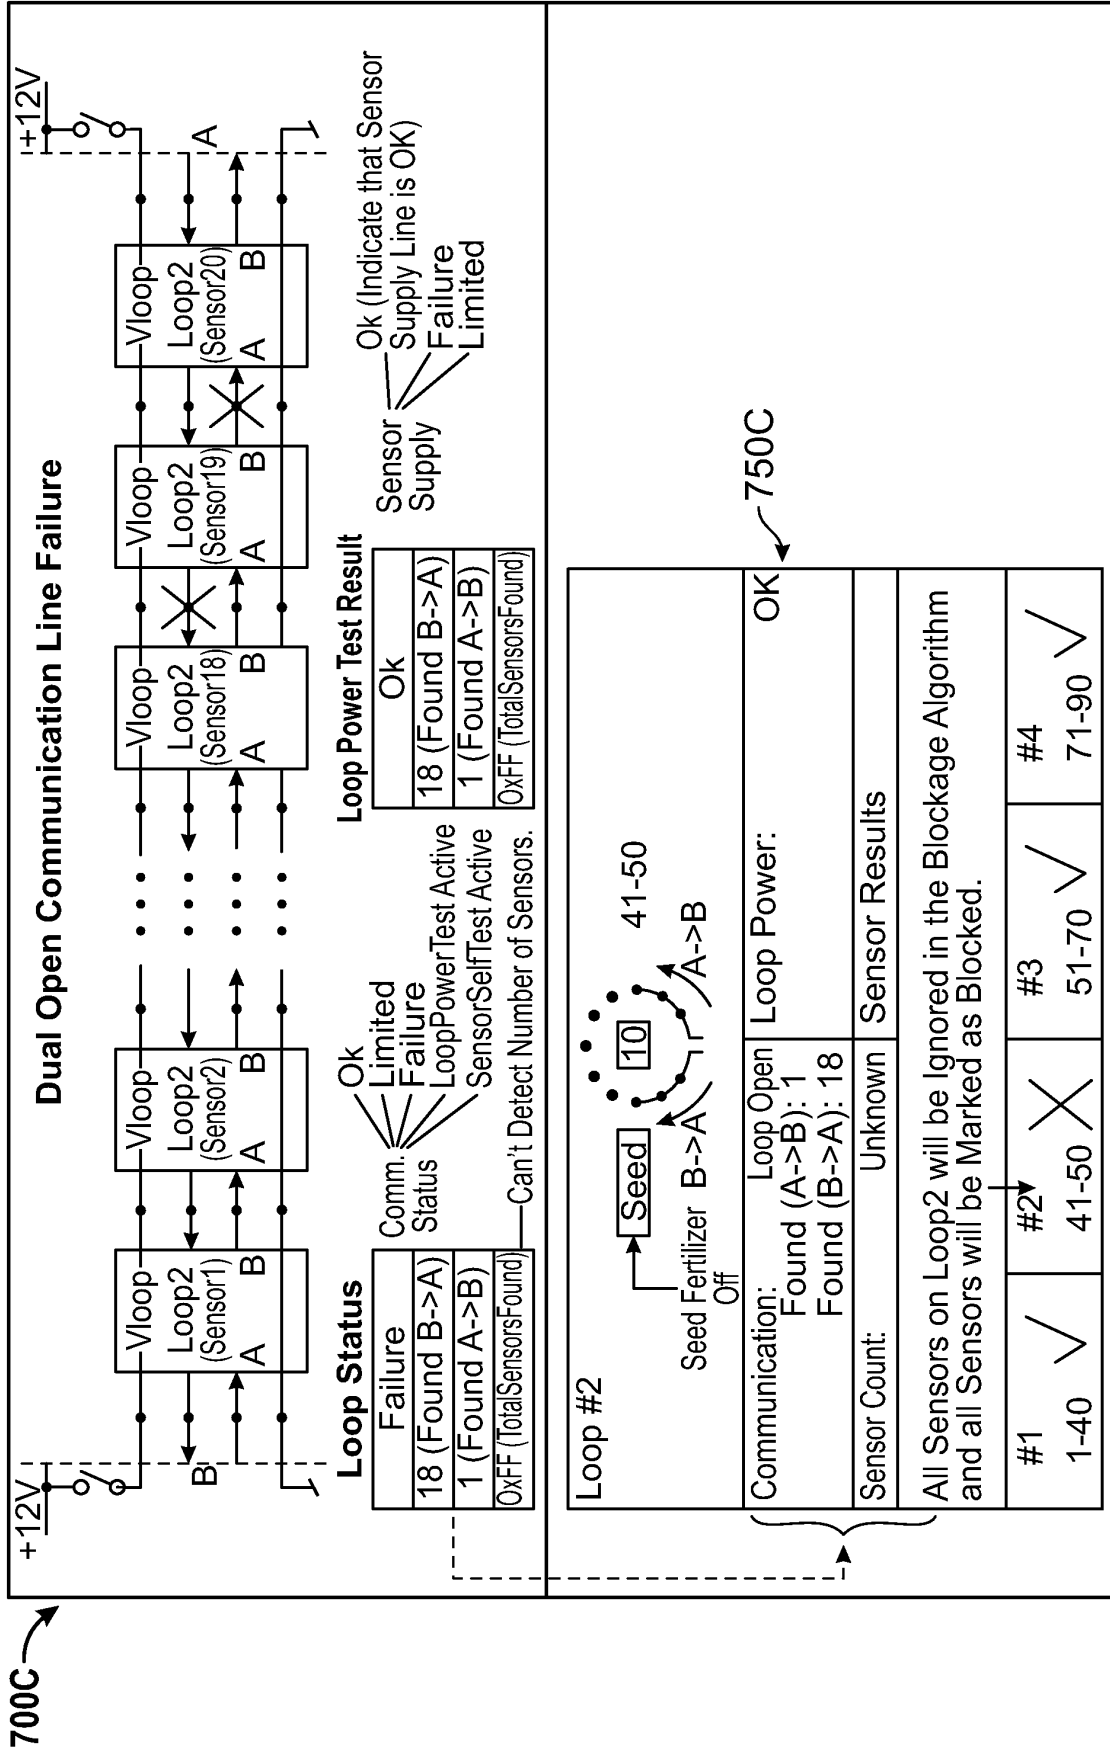 700C
Dual Open Communication Line Failure
+12V
+12V
B
A
Vloop
Loop2
(Sensor1)
A
B
Vloop
Loop2
(Sensor2)
A
B
Vloop
Loop2
(Sensor18)
A
B
Vloop
Loop2
(Sensor19)
A
B
Vloop
Loop2
(Sensor20)
A
B
Loop Status
Failure
18 (Found B->A)
1 (Found A->B)
OxFF (TotalSensorsFound)
Comm.
Status
Ok
Limited
Failure
LoopPowerTest Active
SensorSelfTest Active
Can't Detect Number of Sensors.
Loop Power Test Result
Ok
18 (Found B->A)
1 (Found A->B)
OxFF (TotalSensorsFound)
Sensor
Supply
Ok (Indicate that Sensor
Supply Line is OK)
Failure
Limited
750C
Loop #2
Seed
10
41-50
Seed Fertilizer
Off
B->A
A->B
Communication: Loop Open
Found (A->B): 1
Found (B->A): 18
Loop Power: OK
Sensor Count: Unknown
Sensor Results
All Sensors on Loop2 will be Ignored in the Blockage Algorithm
and all Sensors will be Marked as Blocked.
#1
1-40
#2
41-50
#3
51-70
#4
71-90